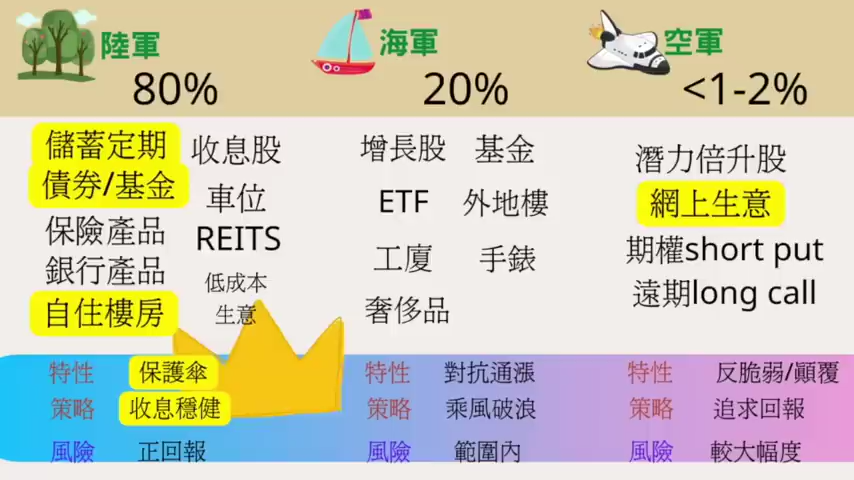 陸軍
80%
儲蓄定期
債券/基金
保險產品
銀行產品
自住樓房
收息股
車位
REITS
低成本
生意
海軍
20%
增長股
ETF
工廈
奢侈品
基金
外地樓
手錶
空軍
<1-2%
潛力倍升股
網上生意
期權short put
遠期long call
特性 保護傘
策略 收息穩健
風險 正回報
特性 對抗通漲
策略 乘風破浪
風險 範圍內
特性 反脆弱/顛覆
策略 追求回報
風險 較大幅度